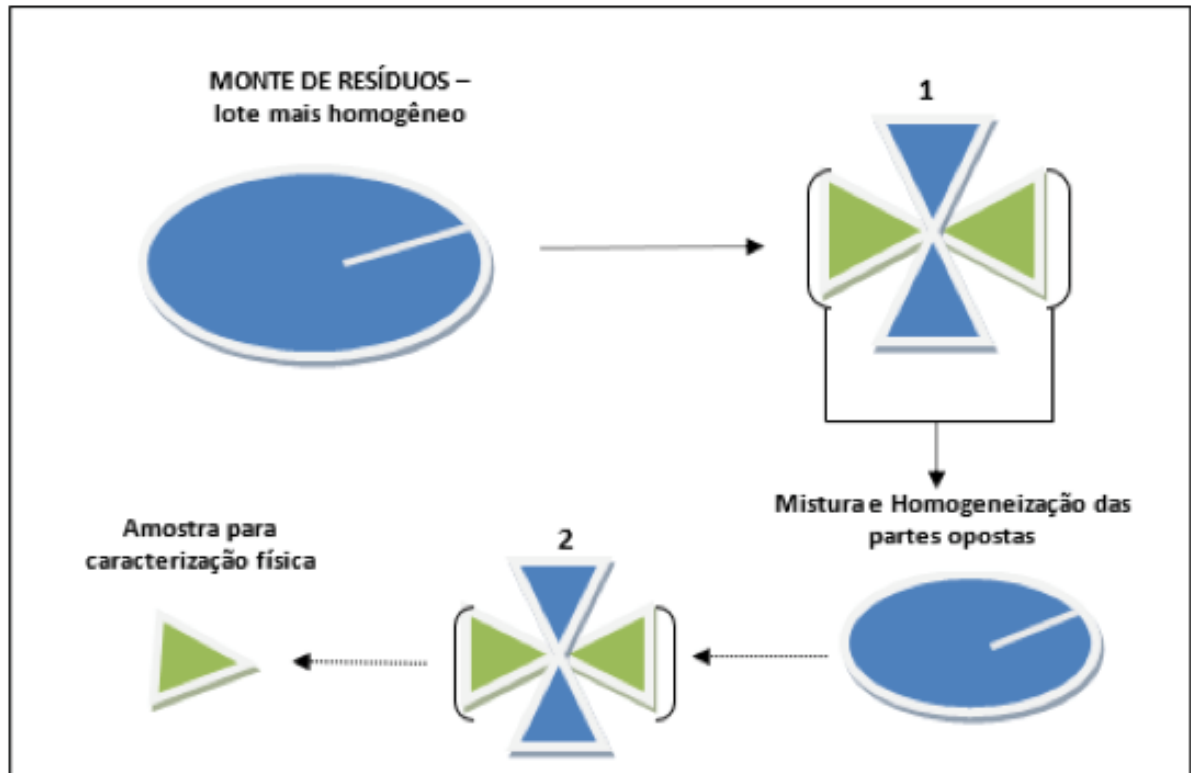 MONTE DE RESÍDUOS –
lote mais homogêneo
1
Mistura e Homogeneização das
partes opostas
2
Amostra para
caracterização física